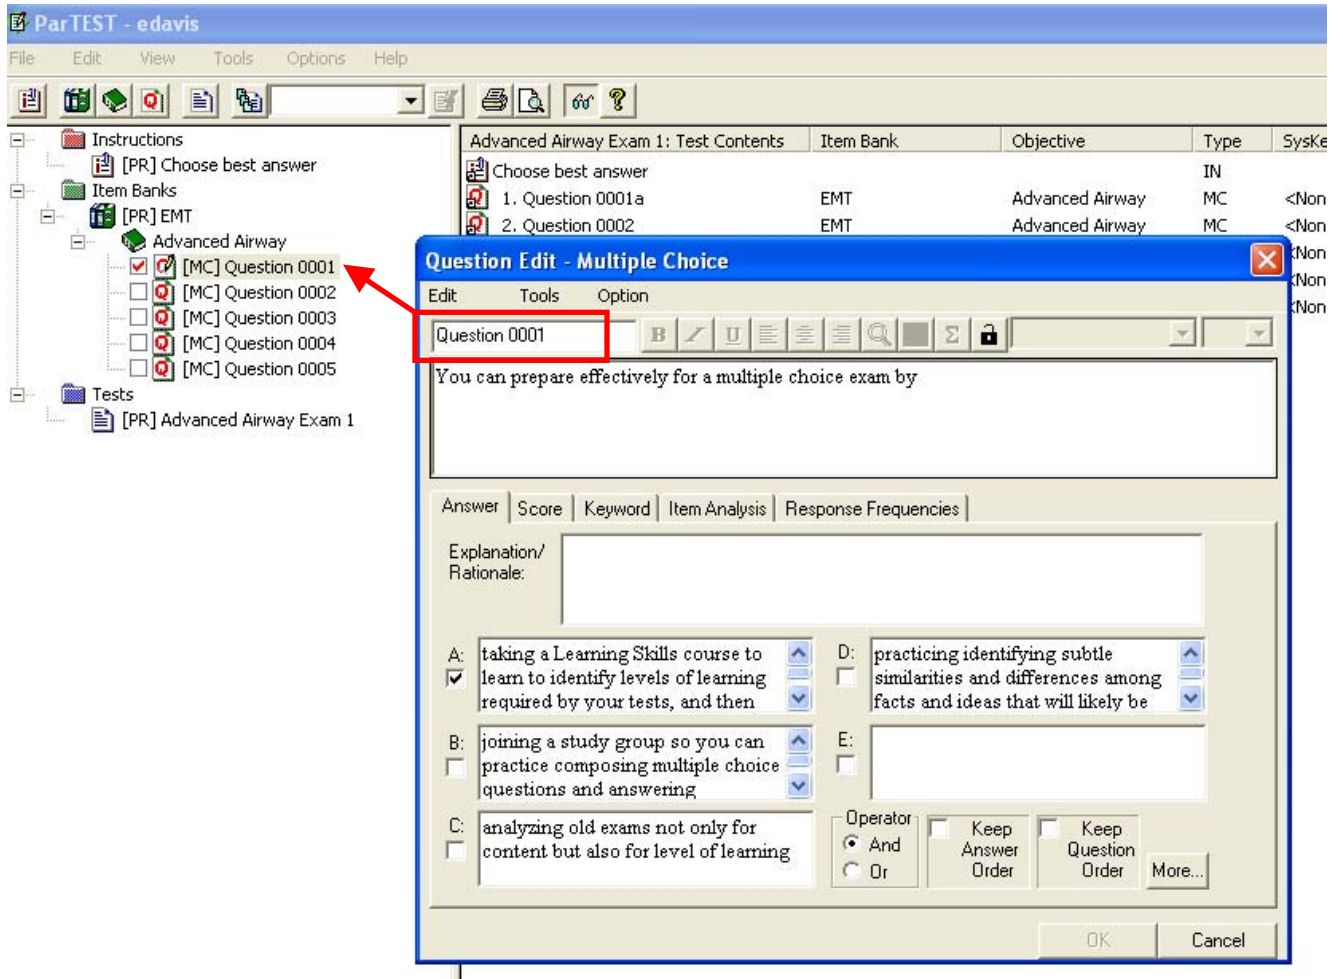 ParTEST - edavis
File Edit View Tools Options Help
Instructions
[PR] Choose best answer
Item Banks
[PR] EMT
Advanced Airway
[MC] Question 0001
[MC] Question 0002
[MC] Question 0003
[MC] Question 0004
[MC] Question 0005
Tests
[PR] Advanced Airway Exam 1
Advanced Airway Exam 1: Test Contents Item Bank Objective Type SysKe
Choose best answer IN
1. Question 0001a EMT Advanced Airway MC <Non
2. Question 0002 EMT Advanced Airway MC <Non
<Non
<Non
<Non
Question Edit - Multiple Choice
Edit Tools Option
Question 0001 B I U Σ
You can prepare effectively for a multiple choice exam by
Answer Score Keyword Item Analysis Response Frequencies
Explanation/
Rationale:
A: taking a Learning Skills course to
learn to identify levels of learning
required by your tests, and then
B: joining a study group so you can
practice composing multiple choice
questions and answering
C: analyzing old exams not only for
content but also for level of learning
D: practicing identifying subtle
similarities and differences among
facts and ideas that will likely be
E:
Operator
And
Or
Keep
Answer
Order
Keep
Question
Order
More...
OK Cancel